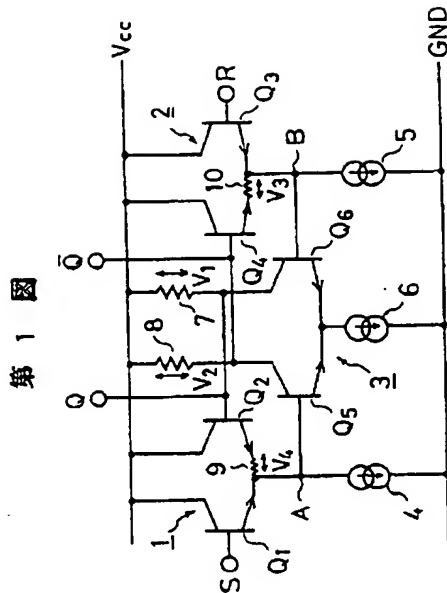 第 1 図
Q
Q̅
Vcc
1
8
7
2
V2
V1
S
Q1
Q2
9
V4
Q4
10
V3
Q3
R
A
Q5
Q6
B
3
4
6
5
GND